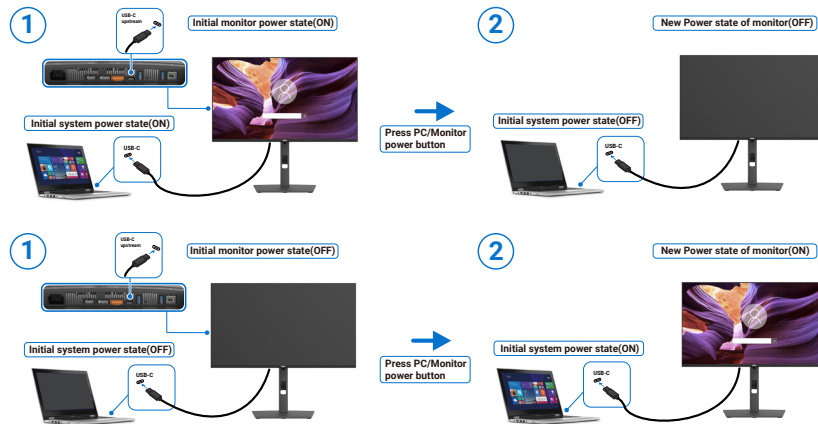 1
USB-C
upstream
Initial monitor power state(ON)
Initial system power state(ON)
USB-C
Press PC/Monitor
power button
2
New Power state of monitor(OFF)
Initial system power state(OFF)
USB-C
1
USB-C
upstream
Initial monitor power state(OFF)
Initial system power state(OFF)
USB-C
Press PC/Monitor
power button
2
New Power state of monitor(ON)
Initial system power state(ON)
USB-C